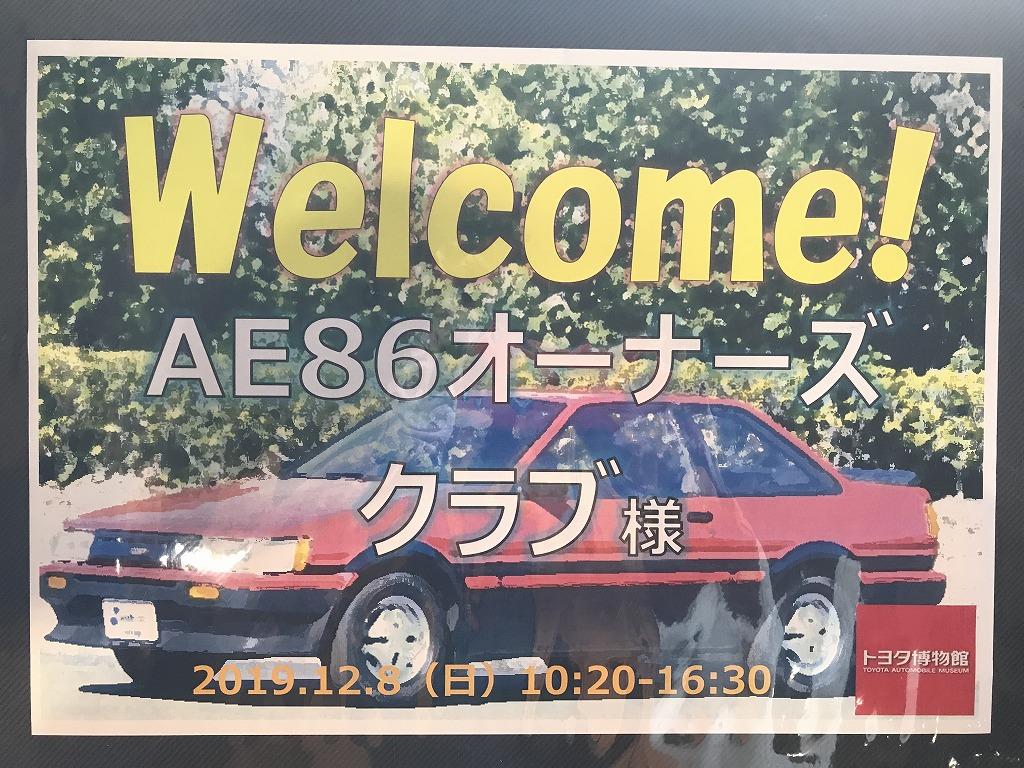 Welcome!
AE86オーナーズ
クラブ様
2019.12.8（日）10:20-16:30
トヨタ博物館
TOYOTA AUTOMOBILE MUSEUM